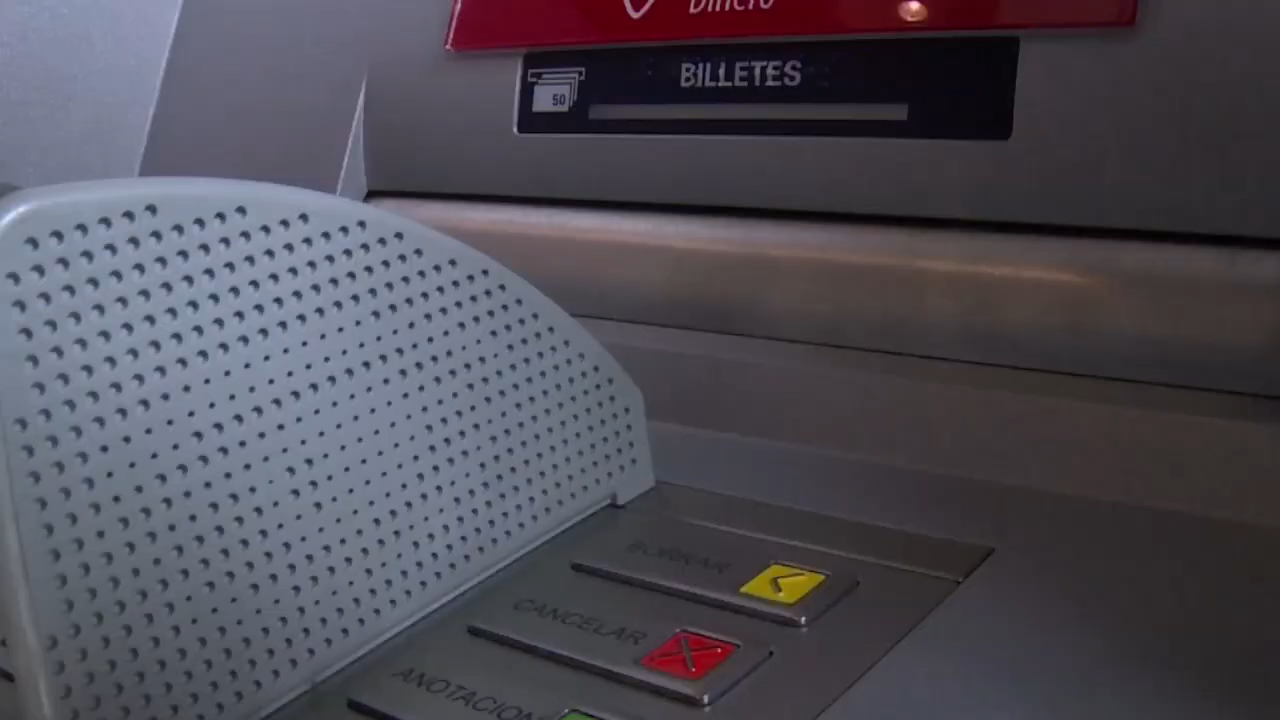 Dinero
BILLETES
50
BORRAR
CANCELAR
ANOTACION